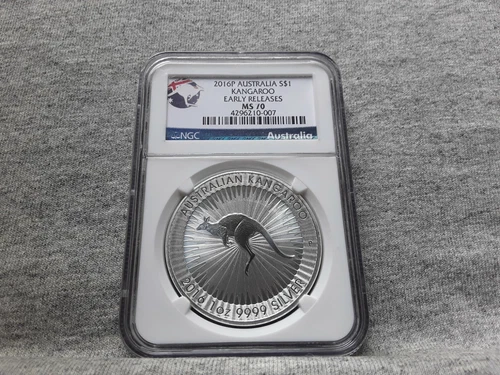 2016P AUSTRALIA S$1
KANGAROO
EARLY RELEASES
MS 70
4296210-007
NGC Australia
AUSTRALIAN KANGAROO
2016 1oz 9999 SILVER